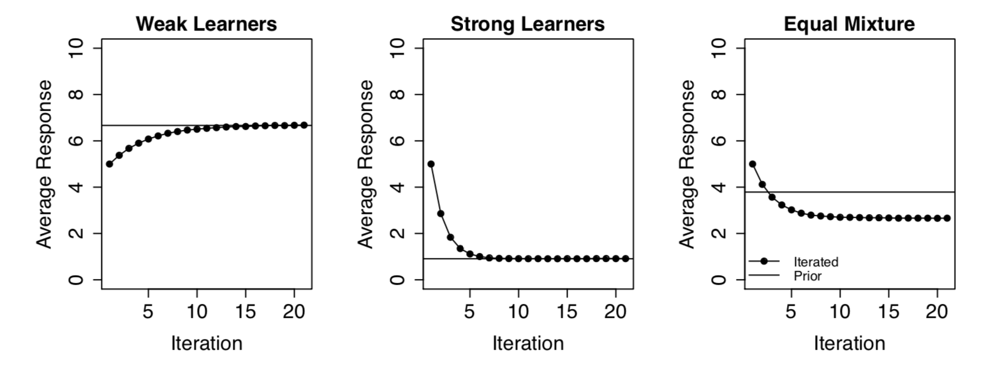 Weak Learners
Average Response
10
8
6
4
2
0
5 10 15 20
Iteration
Strong Learners
Average Response
10
8
6
4
2
0
5 10 15 20
Iteration
Equal Mixture
Average Response
10
8
6
4
2
0
Iterated
Prior
5 10 15 20
Iteration